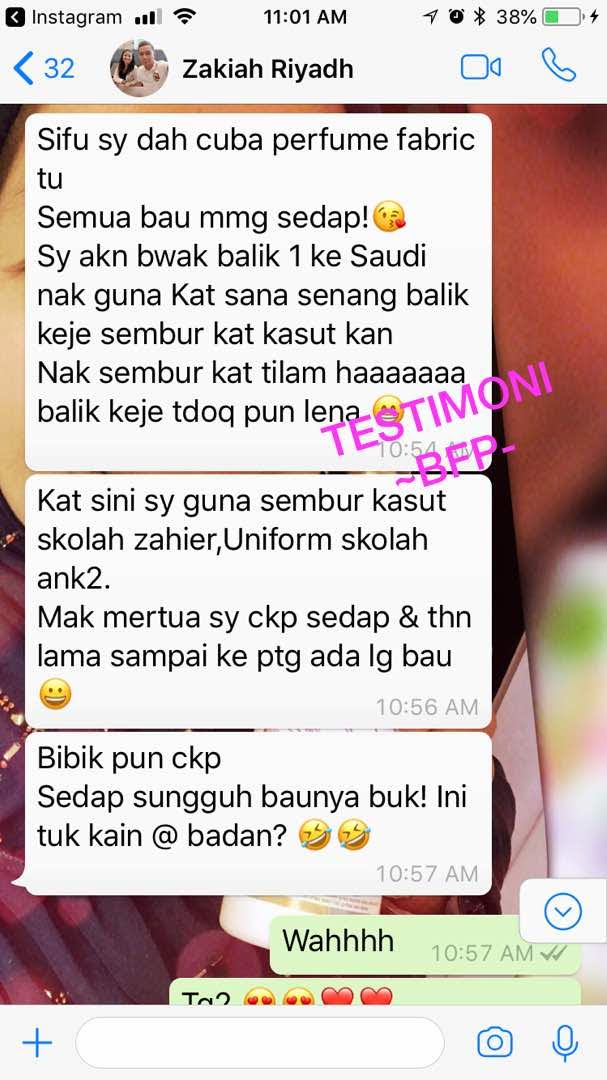 Instagram 11:01 AM 38%
32 Zakiah Riyadh
Sifu sy dah cuba perfume fabric
tu
Semua bau mmg sedap!😘
Sy akn bwak balik 1 ke Saudi
nak guna Kat sana senang balik
keje sembur kat kasut kan
Nak sembur kat tilam haaaaaaa
balik keje tdoq pun lena 😁
10:54 AM
TESTIMONI
~BFP-
Kat sini sy guna sembur kasut
skolah zahier,Uniform skolah
ank2.
Mak mertua sy ckp sedap & thn
lama sampai ke ptg ada lg bau
😀
10:56 AM
Bibik pun ckp
Sedap sungguh baunya buk! Ini
tuk kain @ badan? 🤣🤣
10:57 AM
Wahhhh 10:57 AM
Tq2 😍😍❤️❤️